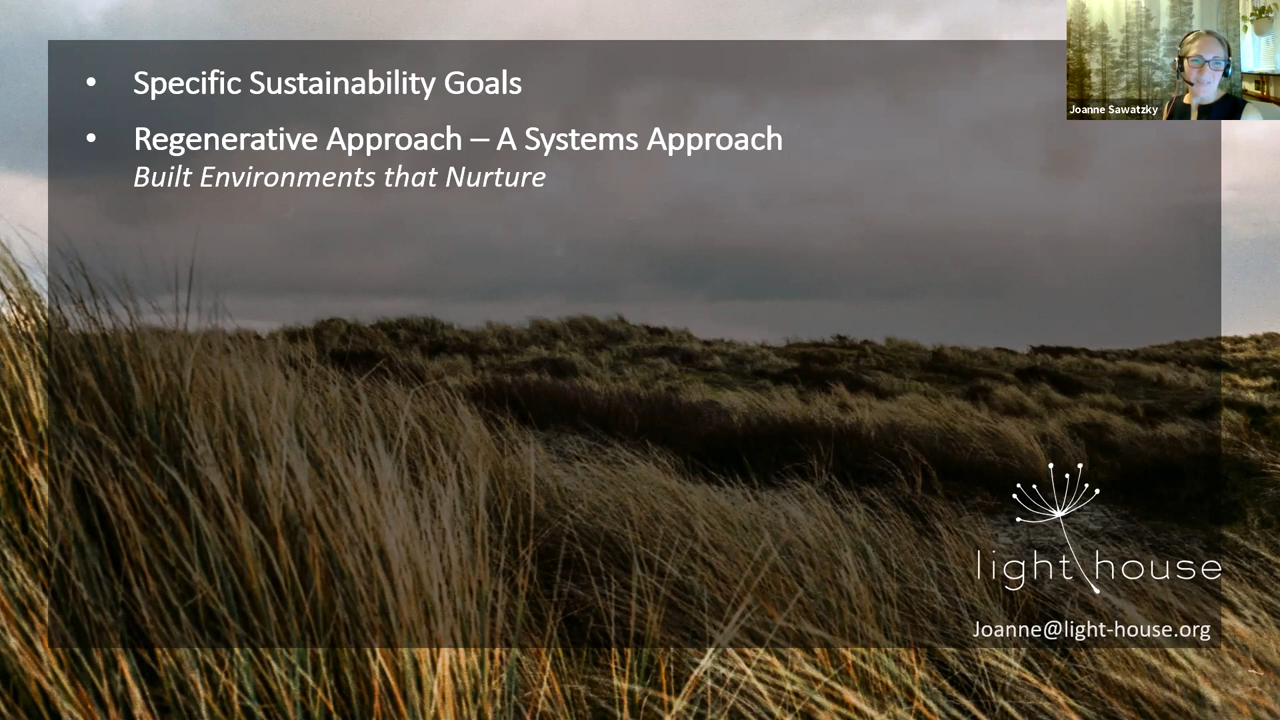 Joanne Sawatzky
• Specific Sustainability Goals
• Regenerative Approach – A Systems Approach
Built Environments that Nurture
light house
Joanne@light-house.org